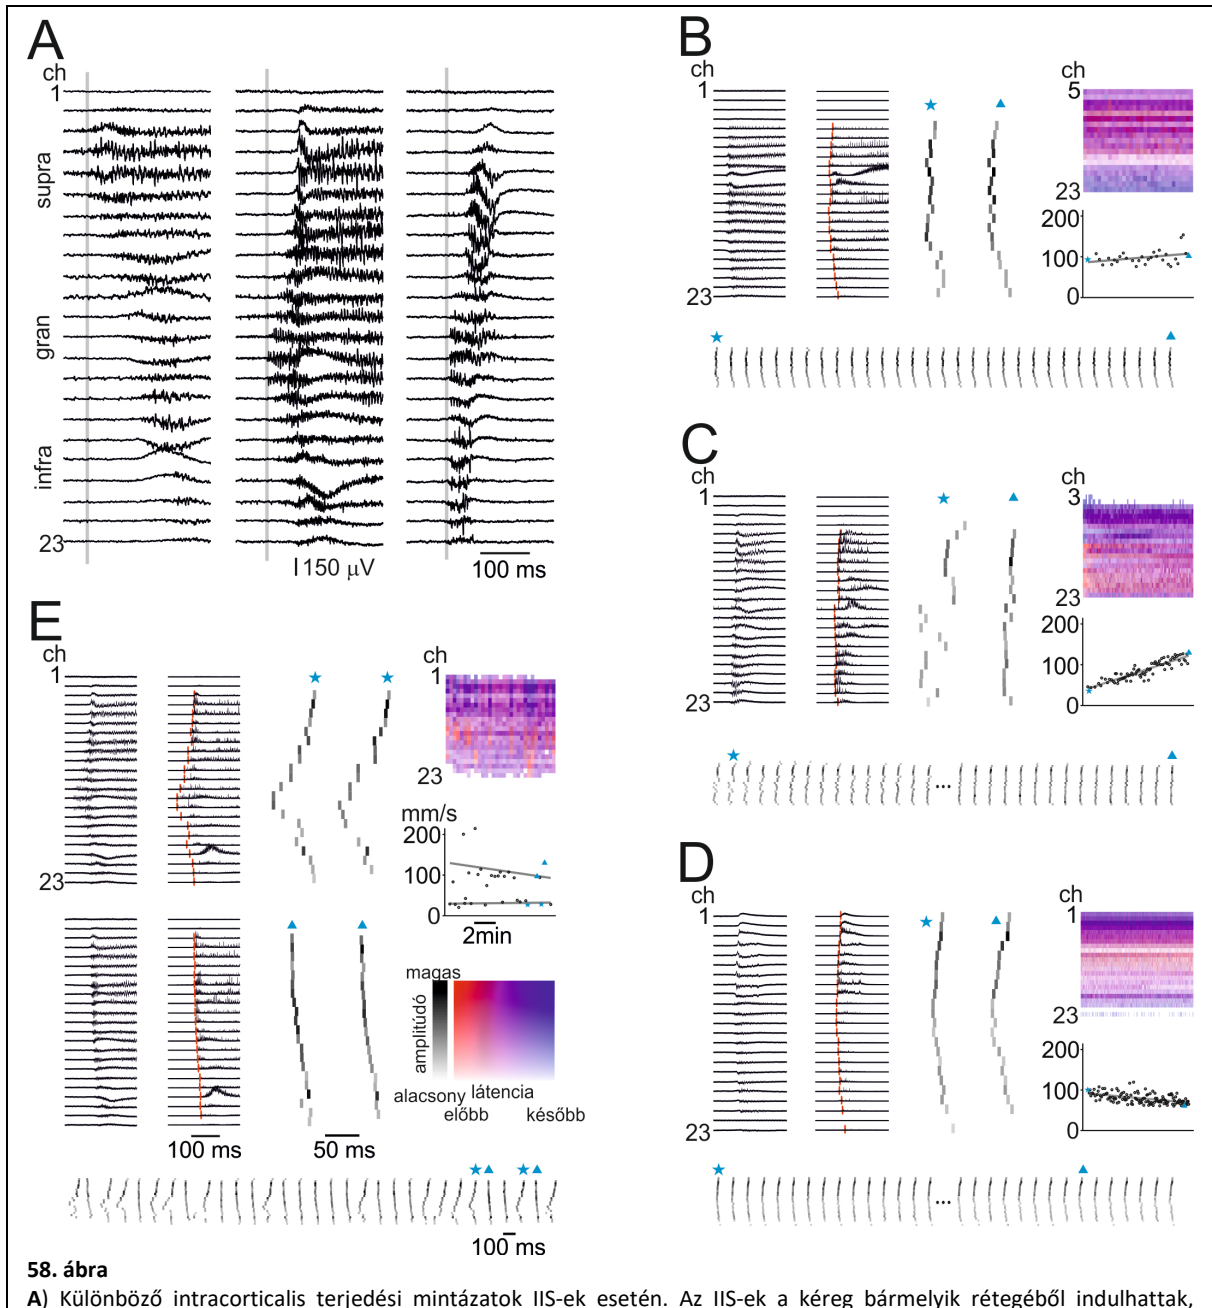 A
ch
1
supra
gran
infra
23
150 µV
100 ms
B
ch
1
23
ch
5
23
200
100
0
C
ch
1
23
ch
3
23
200
100
0
...
D
ch
1
23
ch
1
23
200
100
0
...
E
ch
1
23
ch
1
23
mm/s
200
100
0
2min
magas
amplitúdó
alacsony
látencia
előbb
később
100 ms
50 ms
100 ms
58. ábra
A) Különböző intracorticalis terjedési mintázatok IIS-ek esetén. Az IIS-ek a kéreg bármelyik rétegéből indulhattak,